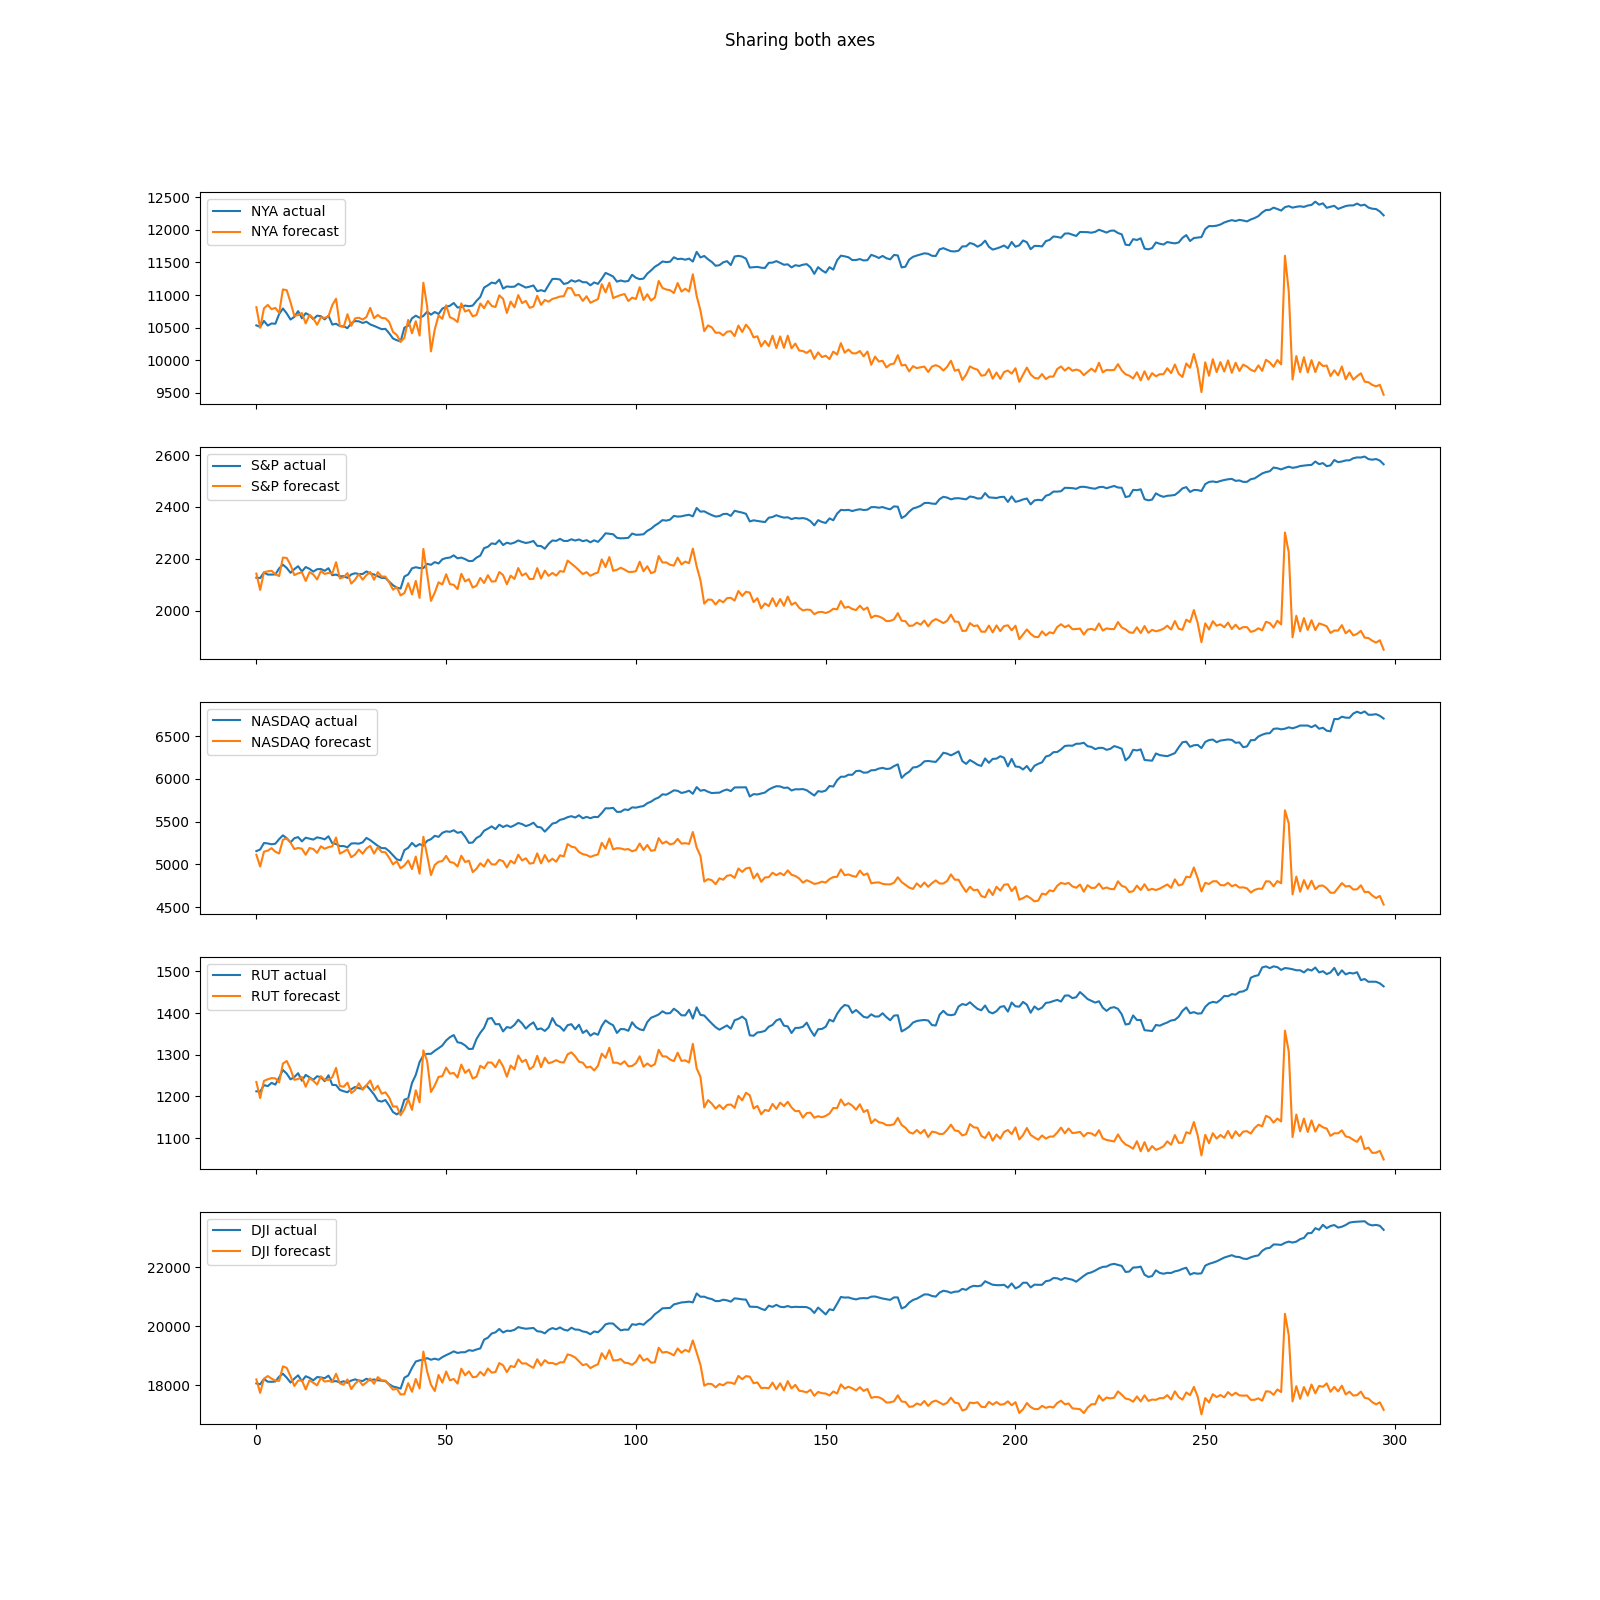 Sharing both axes
12500
12000
11500
11000
10500
10000
9500
NYA actual
NYA forecast
2600
2400
2200
2000
S&P actual
S&P forecast
6500
6000
5500
5000
4500
NASDAQ actual
NASDAQ forecast
1500
1400
1300
1200
1100
RUT actual
RUT forecast
22000
20000
18000
DJI actual
DJI forecast
0 50 100 150 200 250 300